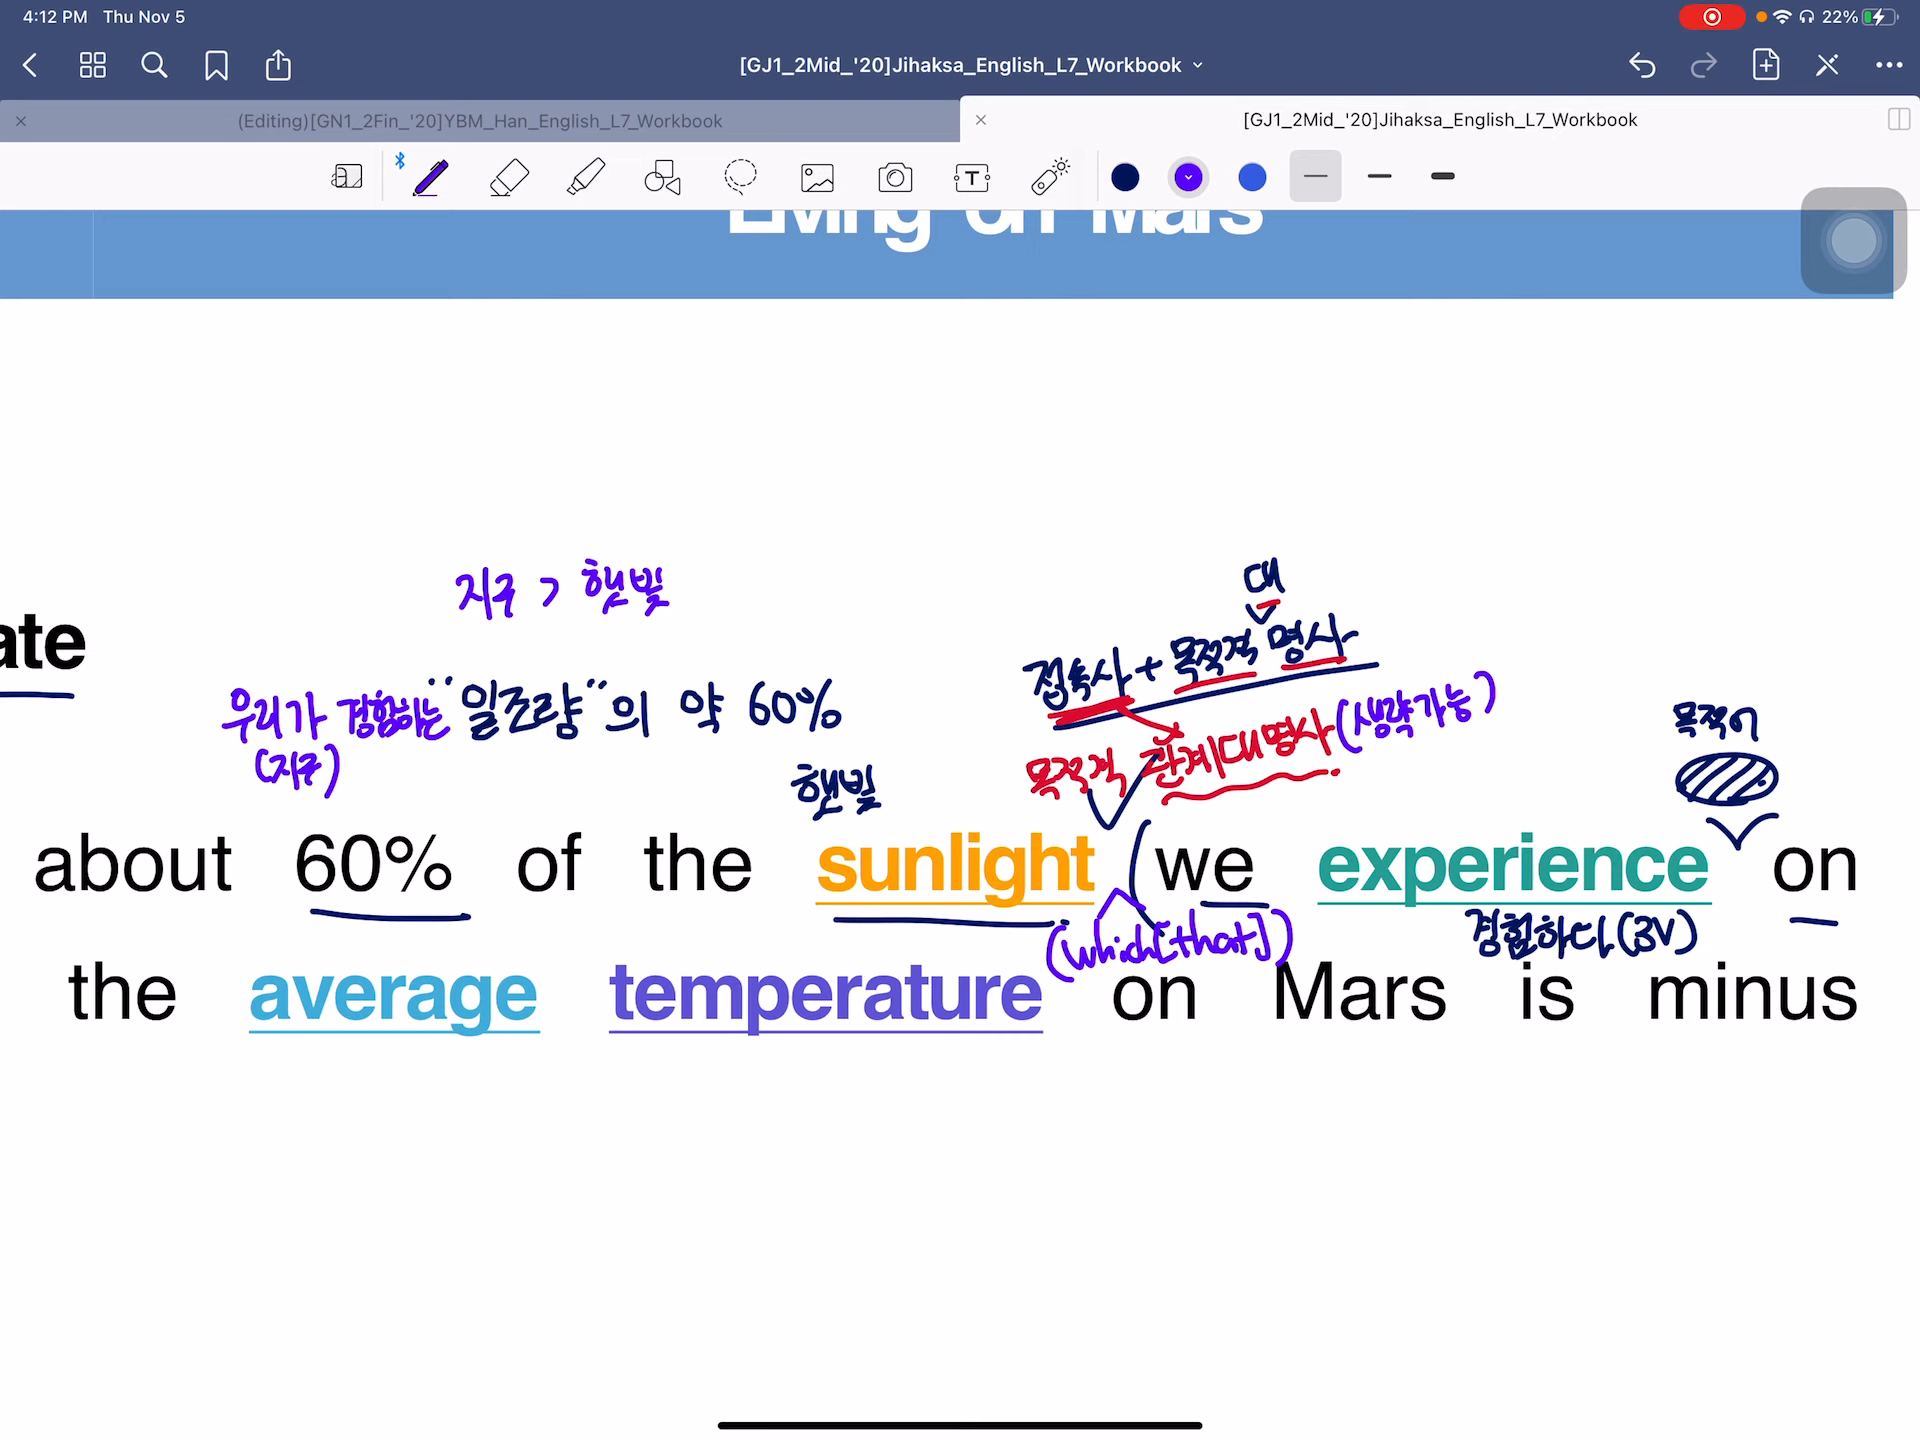 4:12 PM Thu Nov 5
22%
[GJ1_2Mid_'20]Jihaksa_English_L7_Workbook
(Editing)[GN1_2Fin_'20]YBM_Han_English_L7_Workbook
[GJ1_2Mid_'20]Jihaksa_English_L7_Workbook
Living on Mars
지구 > 햇빛
대
접속사 + 목적격 명사
ate
우리가 경험하는 "일조량"의 약 60%
(지구)
목적격 관계대명사 (생략가능)
목적어
햇빛
about 60% of the sunlight (we experience on
(which[that])
경험하다(3V)
the average temperature on Mars is minus